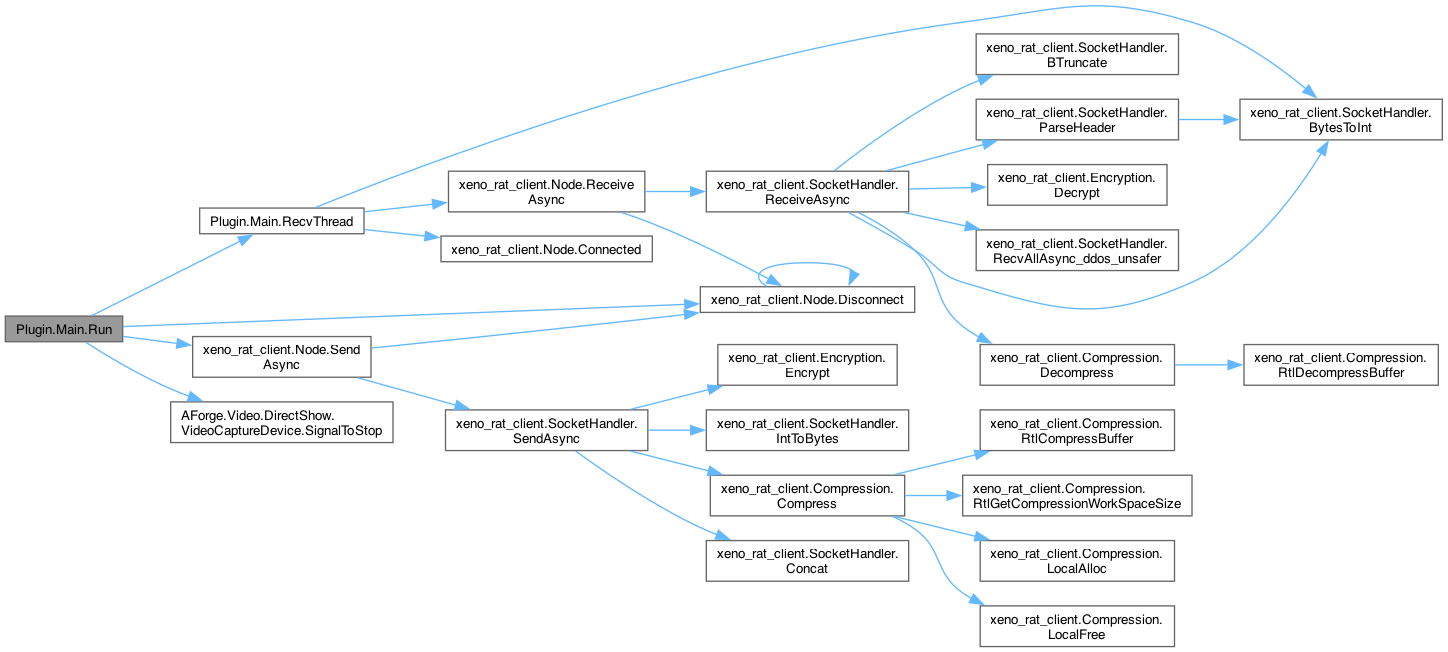 Plugin.Main.Run
Plugin.Main.RecvThread
xeno_rat_client.Node.Send
Async
AForge.Video.DirectShow.
VideoCaptureDevice.SignalToStop
xeno_rat_client.Node.Receive
Async
xeno_rat_client.Node.Connected
xeno_rat_client.SocketHandler.
SendAsync
xeno_rat_client.SocketHandler.
ReceiveAsync
xeno_rat_client.Node.Disconnect
xeno_rat_client.Encryption.
Encrypt
xeno_rat_client.SocketHandler.
IntToBytes
xeno_rat_client.Compression.
Compress
xeno_rat_client.SocketHandler.
Concat
xeno_rat_client.SocketHandler.
BTruncate
xeno_rat_client.SocketHandler.
ParseHeader
xeno_rat_client.Encryption.
Decrypt
xeno_rat_client.SocketHandler.
RecvAllAsync_ddos_unsafer
xeno_rat_client.Compression.
Decompress
xeno_rat_client.Compression.
RtlCompressBuffer
xeno_rat_client.Compression.
RtlGetCompressionWorkSpaceSize
xeno_rat_client.Compression.
LocalAlloc
xeno_rat_client.Compression.
LocalFree
xeno_rat_client.SocketHandler.
BytesToInt
xeno_rat_client.Compression.
RtlDecompressBuffer